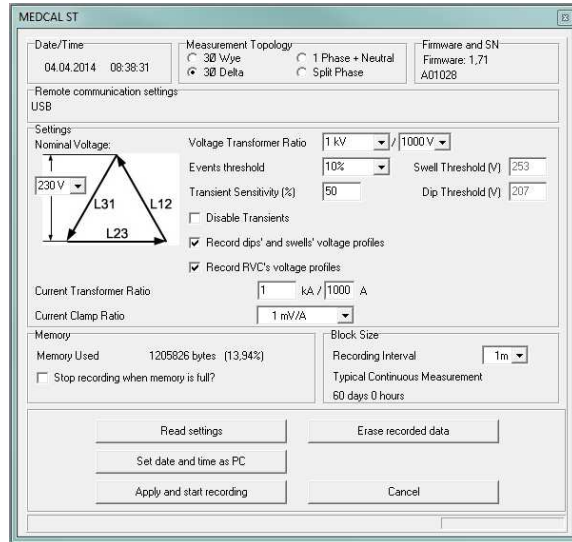 MEDCAL ST
Date/Time
04.04.2014 08:38:31
Measurement Topology
3Ø Wye
1 Phase + Neutral
3Ø Delta
Split Phase
Firmware and SN
Firmware: 1,71
A01028
Remote communication settings
USB
Settings
Nominal Voltage:
230 V
L31
L12
L23
Voltage Transformer Ratio 1 kV / 1000 V
Events threshold 10% Swell Threshold (V) 253
Transient Sensitivity (%) 50 Dip Threshold (V) 207
Disable Transients
Record dips' and swells' voltage profiles
Record RVC's voltage profiles
Current Transformer Ratio 1 kA / 1000 A
Current Clamp Ratio 1 mV/A
Memory
Memory Used 1205826 bytes (13,94%)
Stop recording when memory is full?
Block Size
Recording Interval 1m
Typical Continuous Measurement
60 days 0 hours
Read settings
Erase recorded data
Set date and time as PC
Apply and start recording
Cancel